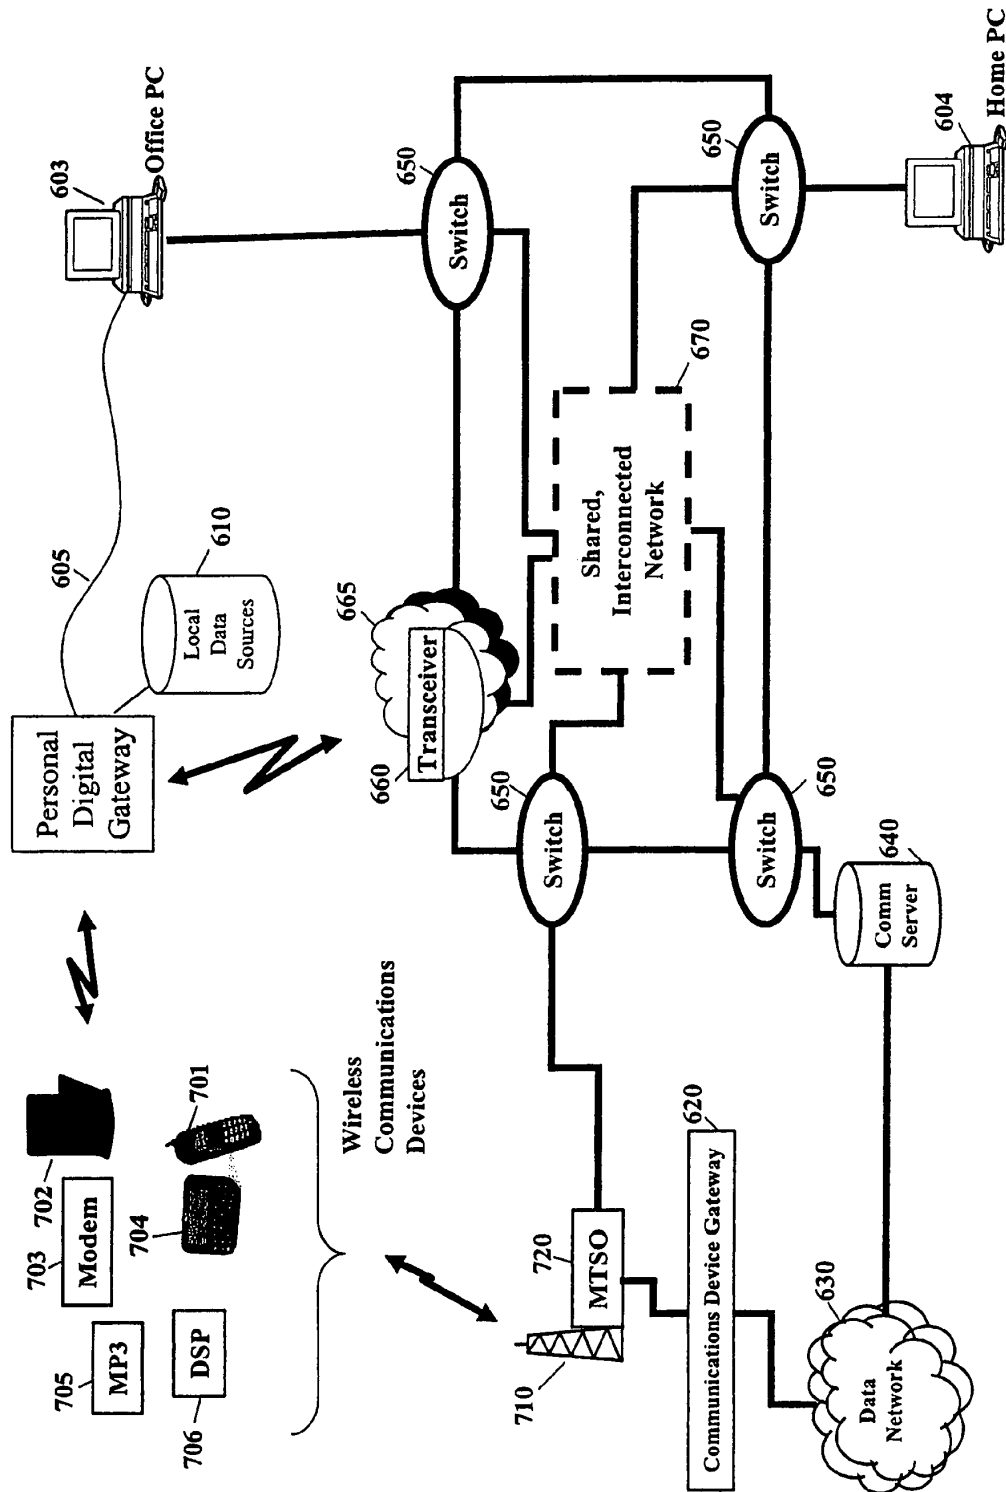 705
MP3
703
Modem
702
706
DSP
704
701
Wireless
Communications
Devices
Personal
Digital
Gateway
605
610
Local
Data
Sources
603
Office PC
710
720
MTSO
620
Communications Device Gateway
630
Data
Network
640
Comm
Server
660
Transceiver
665
650
Switch
650
Switch
650
Switch
650
Switch
670
Shared,
Interconnected
Network
604
Home PC